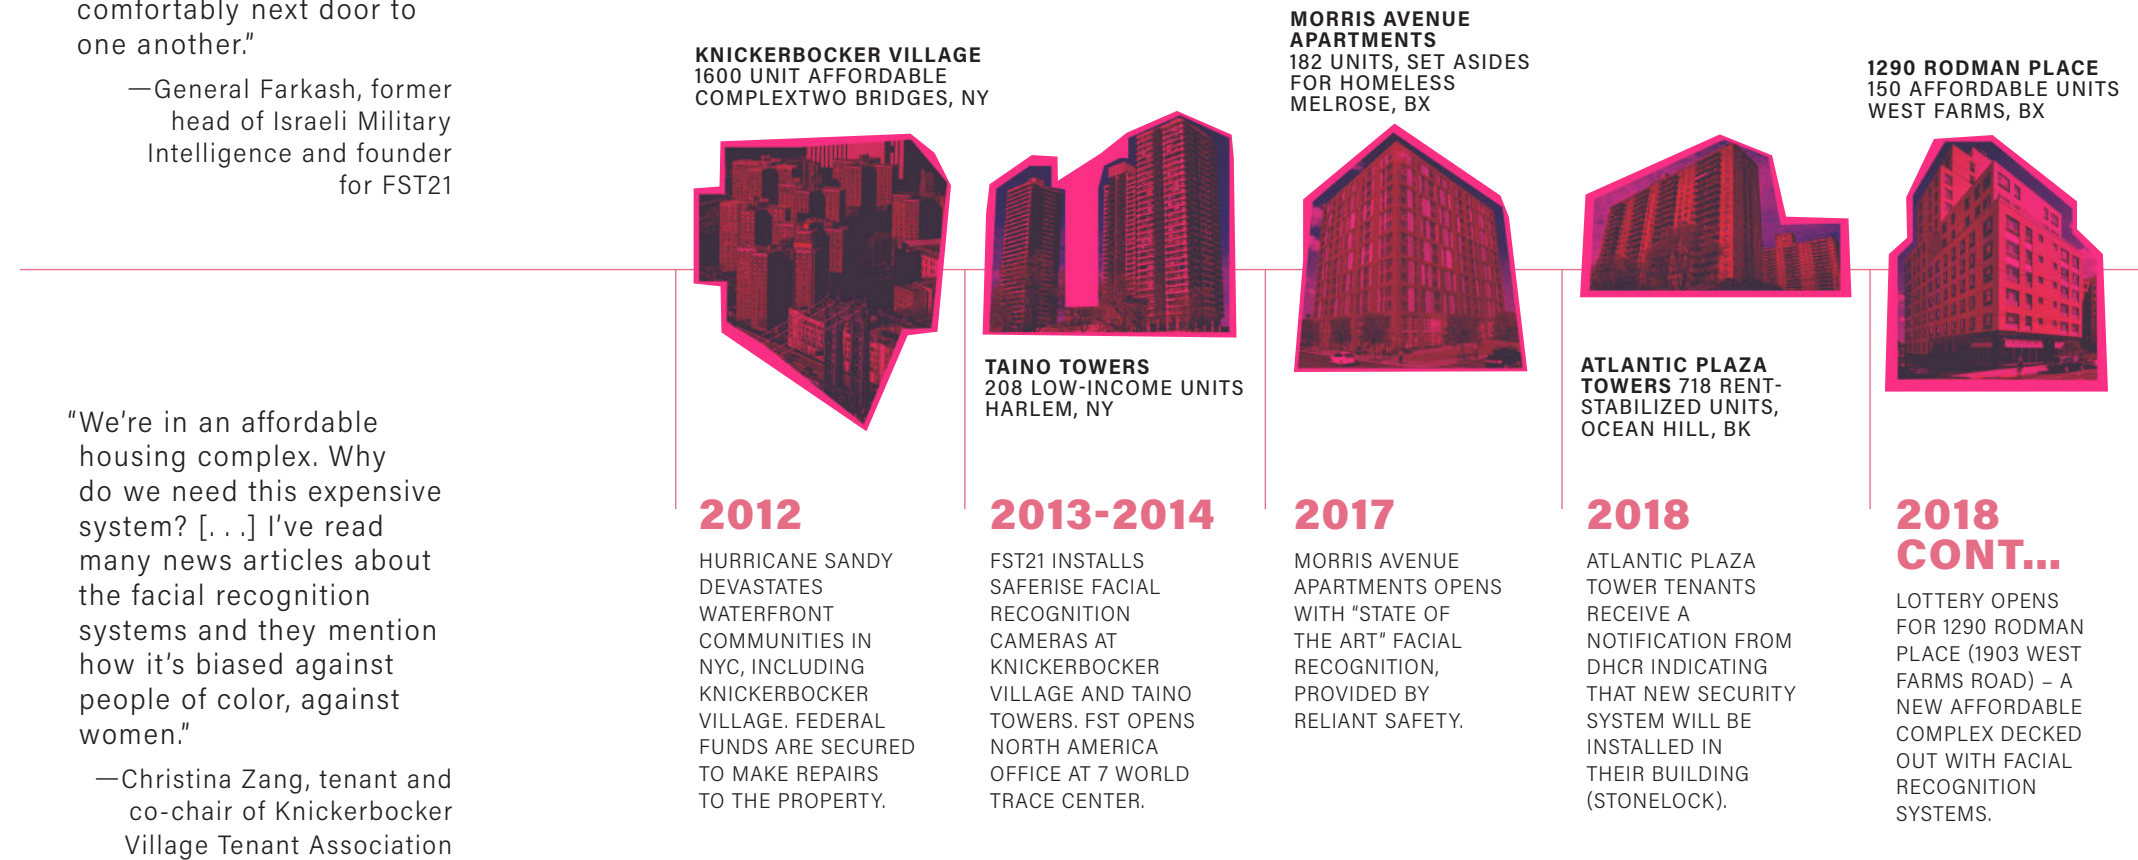 comfortably next door to
one another.”
—General Farkash, former
head of Israeli Military
Intelligence and founder
for FST21
“We’re in an affordable
housing complex. Why
do we need this expensive
system? [. . .] I’ve read
many news articles about
the facial recognition
systems and they mention
how it’s biased against
people of color, against
women.”
—Christina Zang, tenant and
co-chair of Knickerbocker
Village Tenant Association
KNICKERBOCKER VILLAGE
1600 UNIT AFFORDABLE
COMPLEXTWO BRIDGES, NY
TAINO TOWERS
208 LOW-INCOME UNITS
HARLEM, NY
MORRIS AVENUE
APARTMENTS
182 UNITS, SET ASIDES
FOR HOMELESS
MELROSE, BX
ATLANTIC PLAZA
TOWERS 718 RENT-
STABILIZED UNITS,
OCEAN HILL, BK
1290 RODMAN PLACE
150 AFFORDABLE UNITS
WEST FARMS, BX
2012
HURRICANE SANDY
DEVASTATES
WATERFRONT
COMMUNITIES IN
NYC, INCLUDING
KNICKERBOCKER
VILLAGE. FEDERAL
FUNDS ARE SECURED
TO MAKE REPAIRS
TO THE PROPERTY.
2013-2014
FST21 INSTALLS
SAFERISE FACIAL
RECOGNITION
CAMERAS AT
KNICKERBOCKER
VILLAGE AND TAINO
TOWERS. FST OPENS
NORTH AMERICA
OFFICE AT 7 WORLD
TRACE CENTER.
2017
MORRIS AVENUE
APARTMENTS OPENS
WITH “STATE OF
THE ART” FACIAL
RECOGNITION,
PROVIDED BY
RELIANT SAFETY.
2018
ATLANTIC PLAZA
TOWER TENANTS
RECEIVE A
NOTIFICATION FROM
DHCR INDICATING
THAT NEW SECURITY
SYSTEM WILL BE
INSTALLED IN
THEIR BUILDING
(STONELOCK).
2018
CONT...
LOTTERY OPENS
FOR 1290 RODMAN
PLACE (1903 WEST
FARMS ROAD) – A
NEW AFFORDABLE
COMPLEX DECKED
OUT WITH FACIAL
RECOGNITION
SYSTEMS.